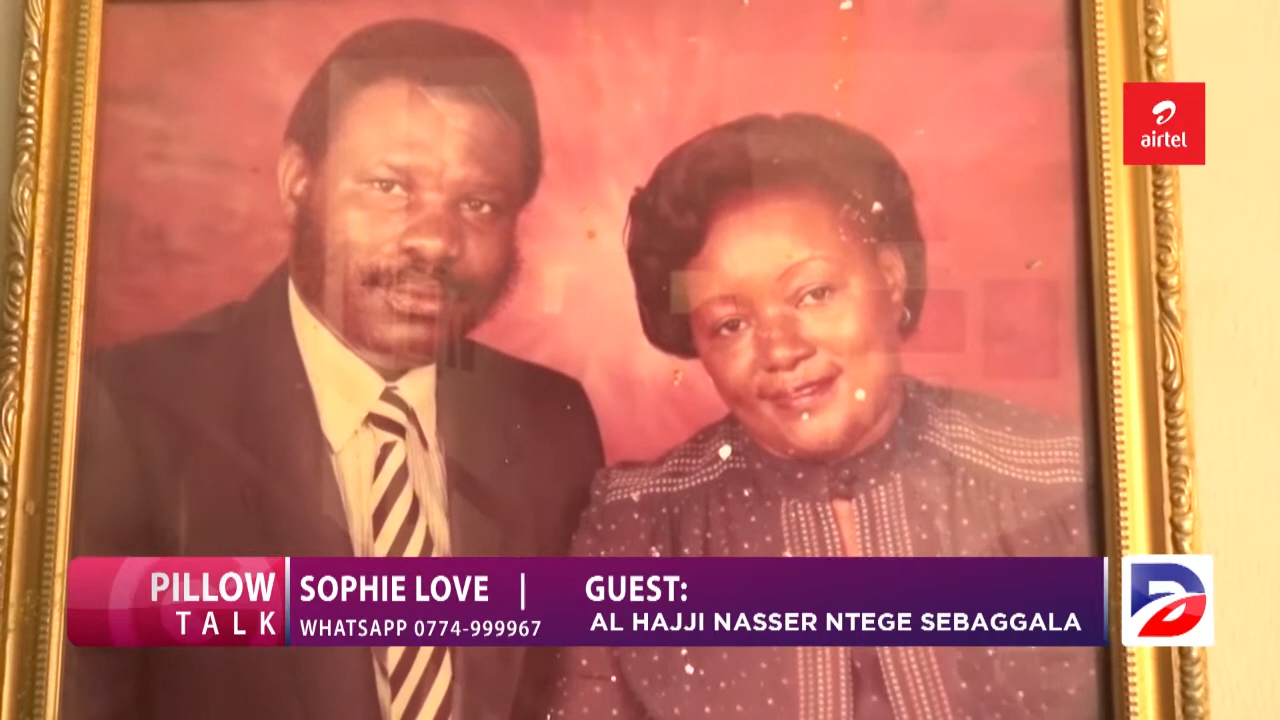 airtel
PILLOW
TALK
SOPHIE LOVE |
WHATSAPP 0774-999967
GUEST:
AL HAJJI NASSER NTEGE SEBAGGALA